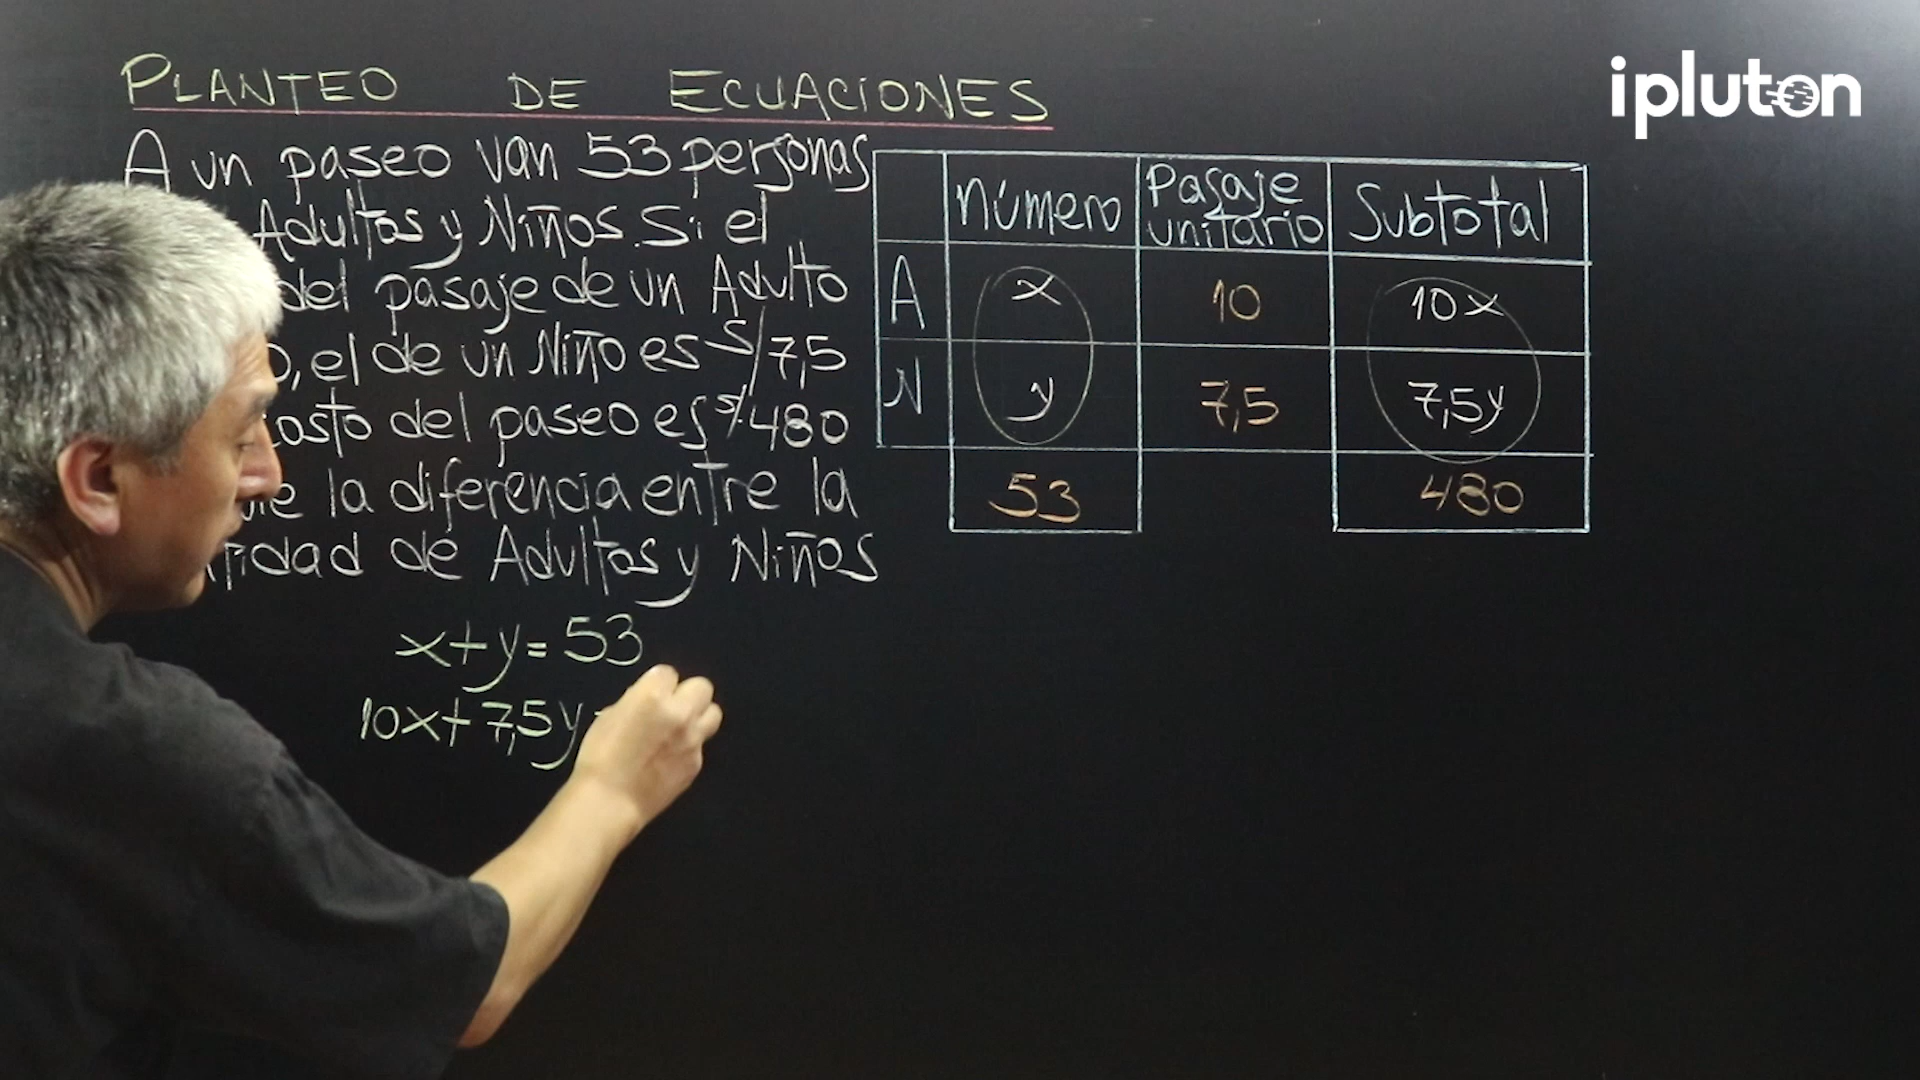 PLANTEO DE ECUACIONES
A un paseo van 53 personas
Adultos y Niños. Si el
del pasaje de un Adulto
, el de un Niño es S/7,5
costo del paseo es S/.480
la diferencia entre la
de Adultos y Niños
x+y=53
10x+7,5y
ipluton
número Pasaje unitario Subtotal
A x 10 10x
N y 7,5 7,5y
53 480